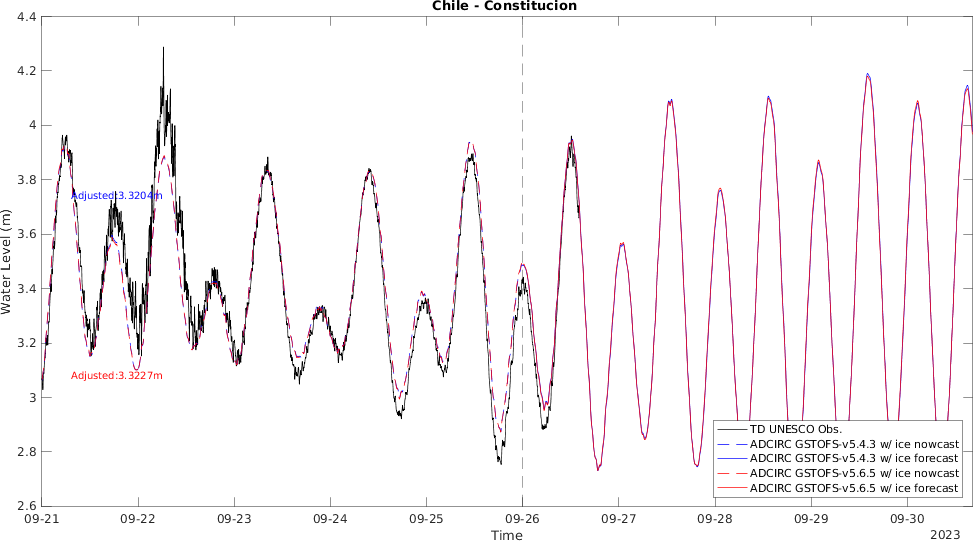 Chile - Constitucion
4.4
4.2
4
3.8
3.6
3.4
3.2
3
2.8
2.6
Water Level (m)
Adjusted:3.3204m
Adjusted:3.3227m
TD UNESCO Obs.
ADCIRC GSTOFS-v5.4.3 w/ ice nowcast
ADCIRC GSTOFS-v5.4.3 w/ ice forecast
ADCIRC GSTOFS-v5.6.5 w/ ice nowcast
ADCIRC GSTOFS-v5.6.5 w/ ice forecast
09-21 09-22 09-23 09-24 09-25 09-26 09-27 09-28 09-29 09-30
Time
2023